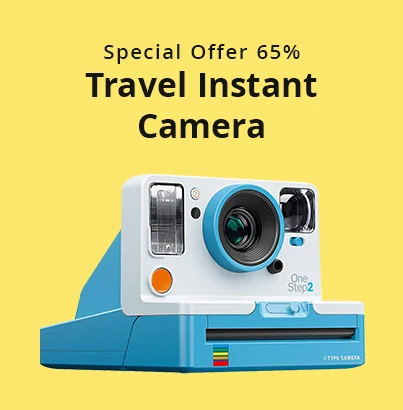 Special Offer 65%
Travel Instant
Camera
One
Step2
I-TYPE CAMERA